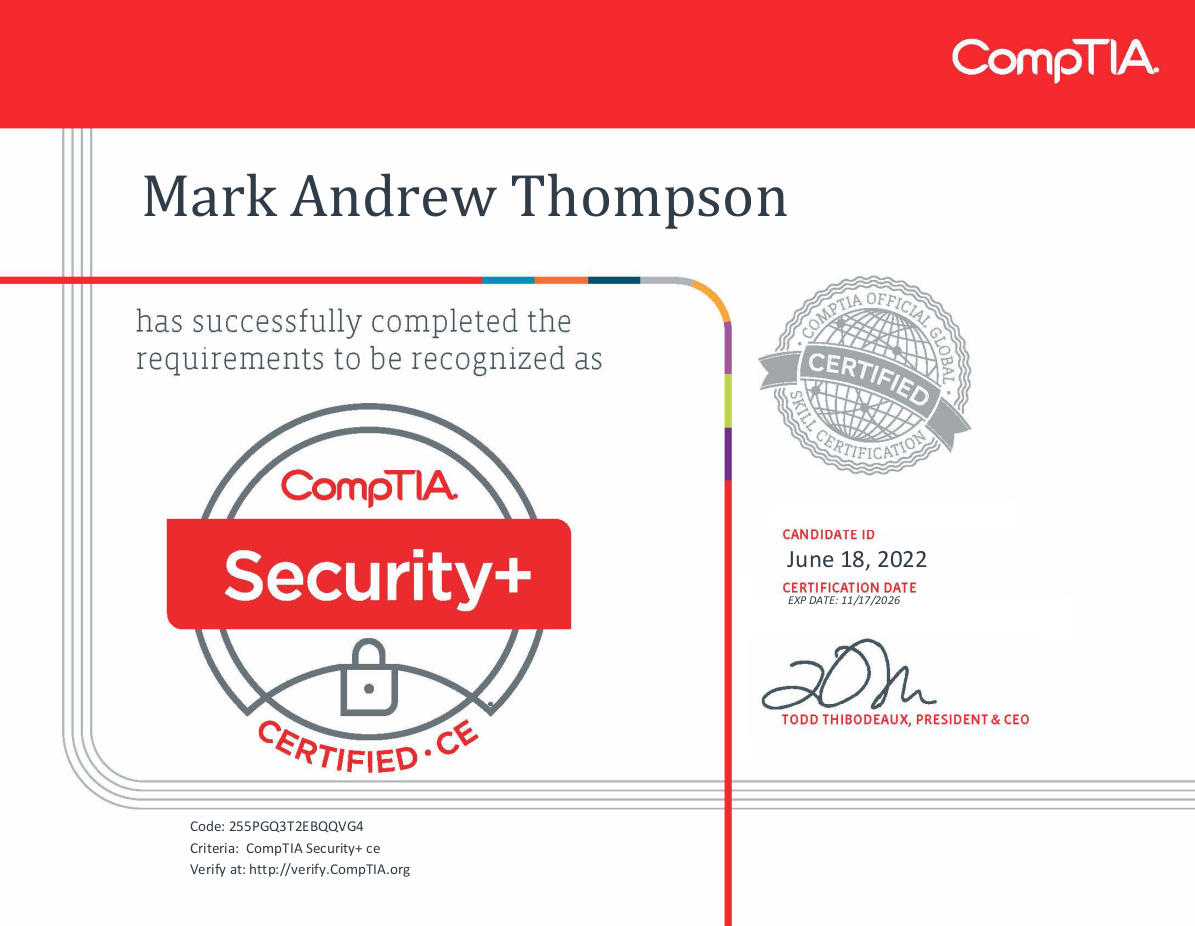 CompTIA.
Mark Andrew Thompson
has successfully completed the
requirements to be recognized as
COMPTIA OFFICIAL GLOBAL
CERTIFIED
SKILL CERTIFICATION
CompTIA.
Security+
CERTIFIED · CE
CANDIDATE ID
June 18, 2022
CERTIFICATION DATE
EXP DATE: 11/17/2026
TODD THIBODEAUX, PRESIDENT & CEO
Code: 255PGQ3T2EBQQVG4
Criteria: CompTIA Security+ ce
Verify at: http://verify.CompTIA.org